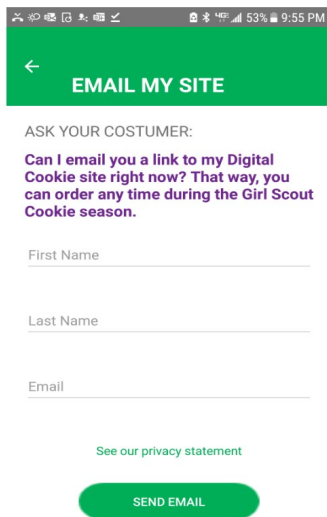 4G 53% 9:55 PM
EMAIL MY SITE
ASK YOUR COSTUMER:
Can I email you a link to my Digital
Cookie site right now? That way, you
can order any time during the Girl Scout
Cookie season.
First Name
Last Name
Email
See our privacy statement
SEND EMAIL